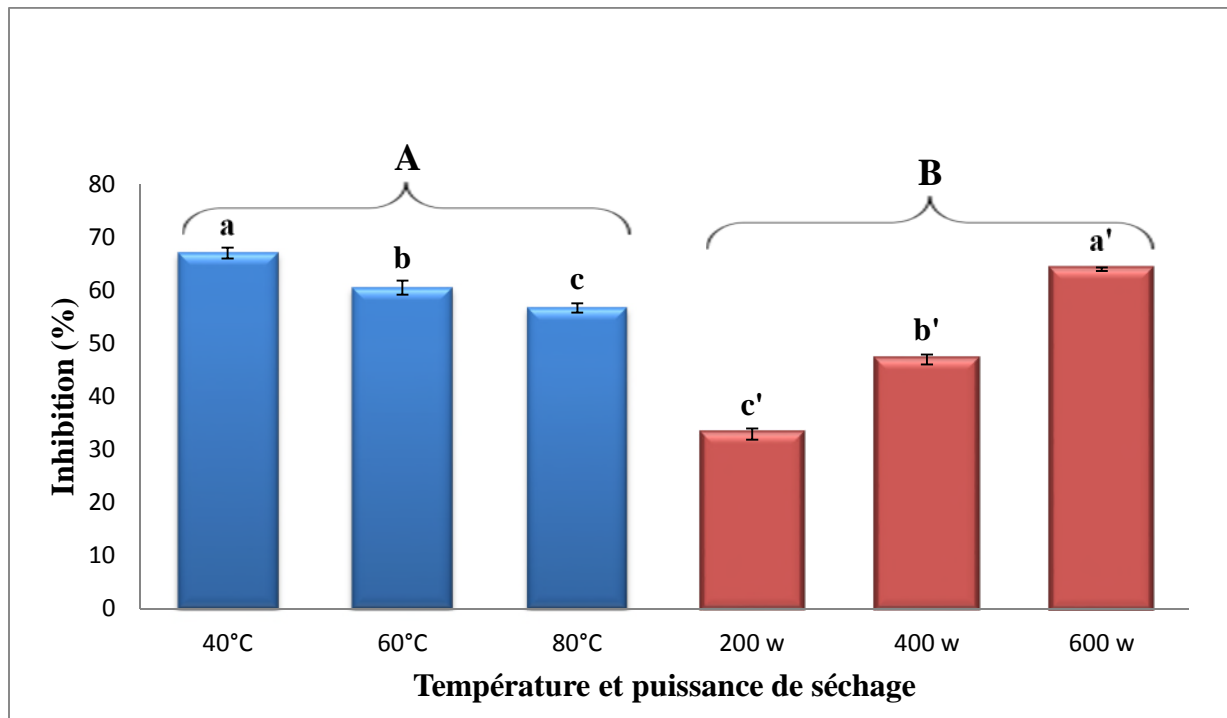 A
B
80
70
60
50
40
30
20
10
0
Inhibition (%)
a
b
c
c'
b'
a'
40°C
60°C
80°C
200 w
400 w
600 w
Température et puissance de séchage